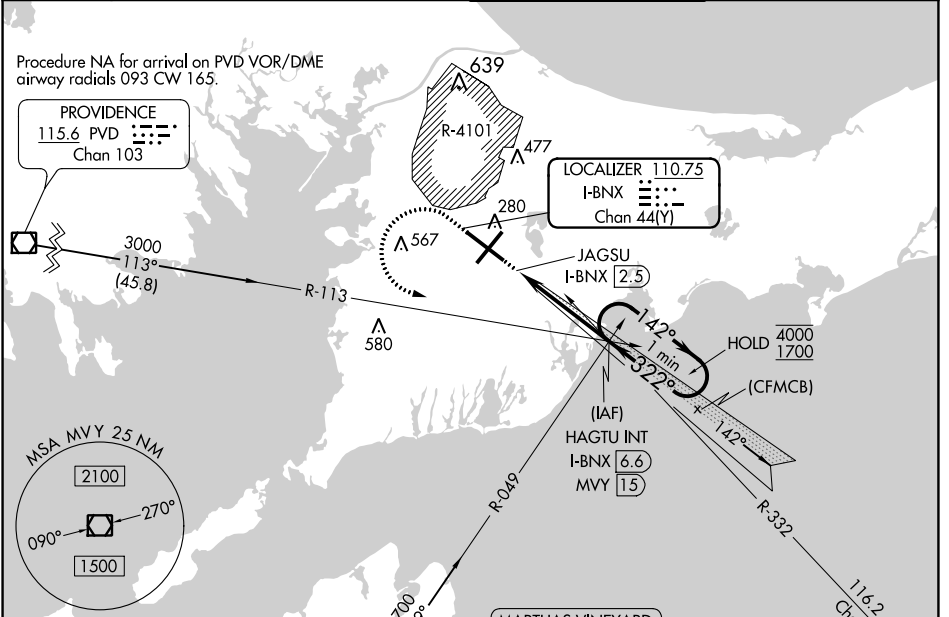 Procedure NA for arrival on PVD VOR/DME
airway radials 093 CW 165.
PROVIDENCE
115.6 PVD
Chan 103
639
R-4101
477
LOCALIZER 110.75
I-BNX
Chan 44(Y)
280
567
3000
113°
(45.8)
R-113
580
JAGSU
I-BNX 2.5
142°
1 min
322°
HOLD 4000
1700
(CFMCB)
142°
(IAF)
HAGTU INT
I-BNX 6.6
MVY 15
R-049
R-332
MSA MVY 25 NM
2100
090°
270°
1500
116.2
MARTHAS VINEYARD